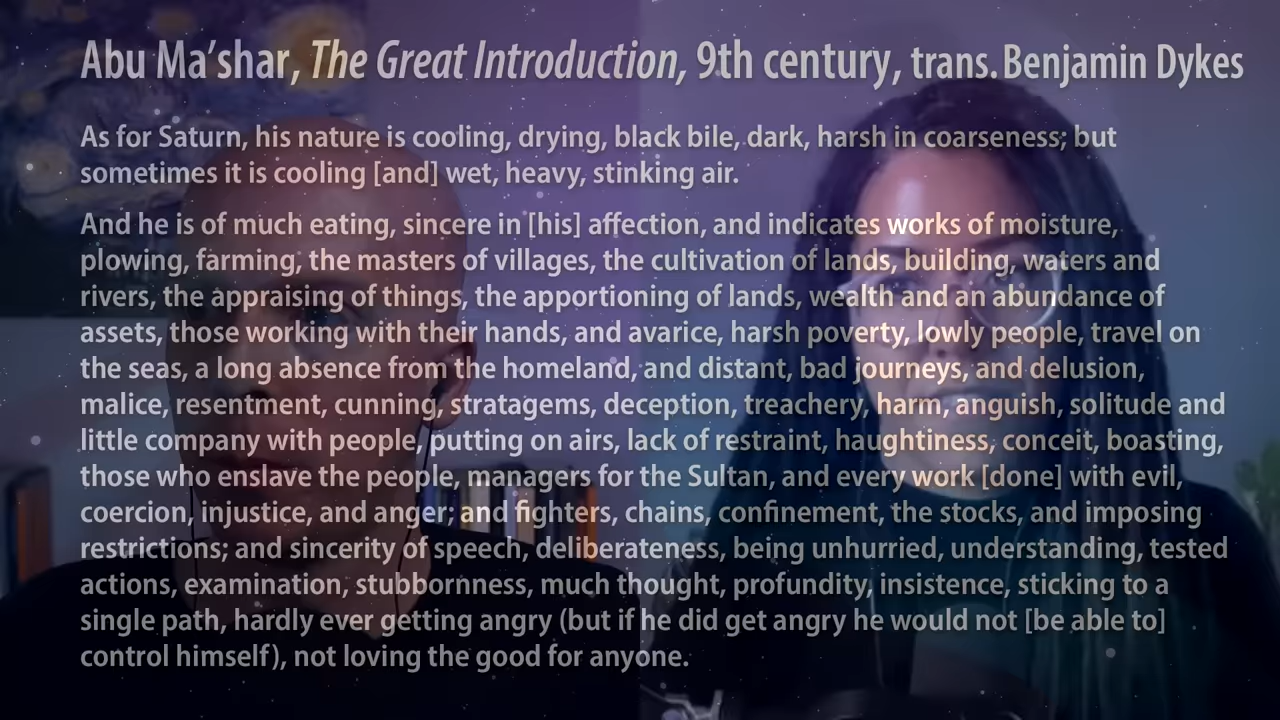 Abu Ma’shar, The Great Introduction, 9th century, trans. Benjamin Dykes
As for Saturn, his nature is cooling, drying, black bile, dark, harsh in coarseness; but
sometimes it is cooling [and] wet, heavy, stinking air.
And he is of much eating, sincere in [his] affection, and indicates works of moisture,
plowing, farming, the masters of villages, the cultivation of lands, building, waters and
rivers, the appraising of things, the apportioning of lands, wealth and an abundance of
assets, those working with their hands, and avarice, harsh poverty, lowly people, travel on
the seas, a long absence from the homeland, and distant, bad journeys, and delusion,
malice, resentment, cunning, stratagems, deception, treachery, harm, anguish, solitude and
little company with people, putting on airs, lack of restraint, haughtiness, conceit, boasting,
those who enslave the people, managers for the Sultan, and every work [done] with evil,
coercion, injustice, and anger; and fighters, chains, confinement, the stocks, and imposing
restrictions; and sincerity of speech, deliberateness, being unhurried, understanding, tested
actions, examination, stubbornness, much thought, profundity, insistence, sticking to a
single path, hardly ever getting angry (but if he did get angry he would not [be able to]
control himself), not loving the good for anyone.